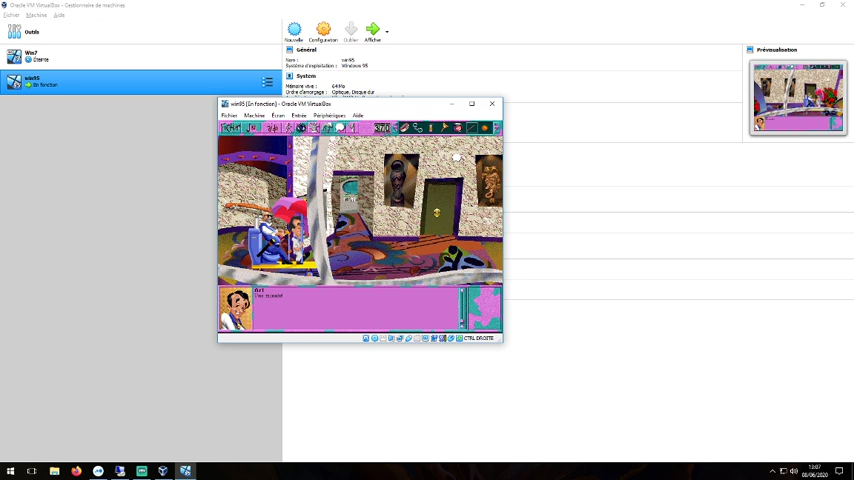 Oracle VM VirtualBox - Gestionnaire de machines
Fichier Machine Aide
Outils
Nouvelle Configuration Oublier Afficher
Win7
Éteinte
win95
En fonction
Général
Nom : win95
Système d'exploitation : Windows 95
System
Mémoire vive : 64 Mo
Ordre d'amorçage : Optique, Disque dur
Prévisualisation
win95 [En fonction] - Oracle VM VirtualBox
Fichier Machine Écran Entrée Périphériques Aide
370
Art
CTRL DROITE
13:07
08/06/2020